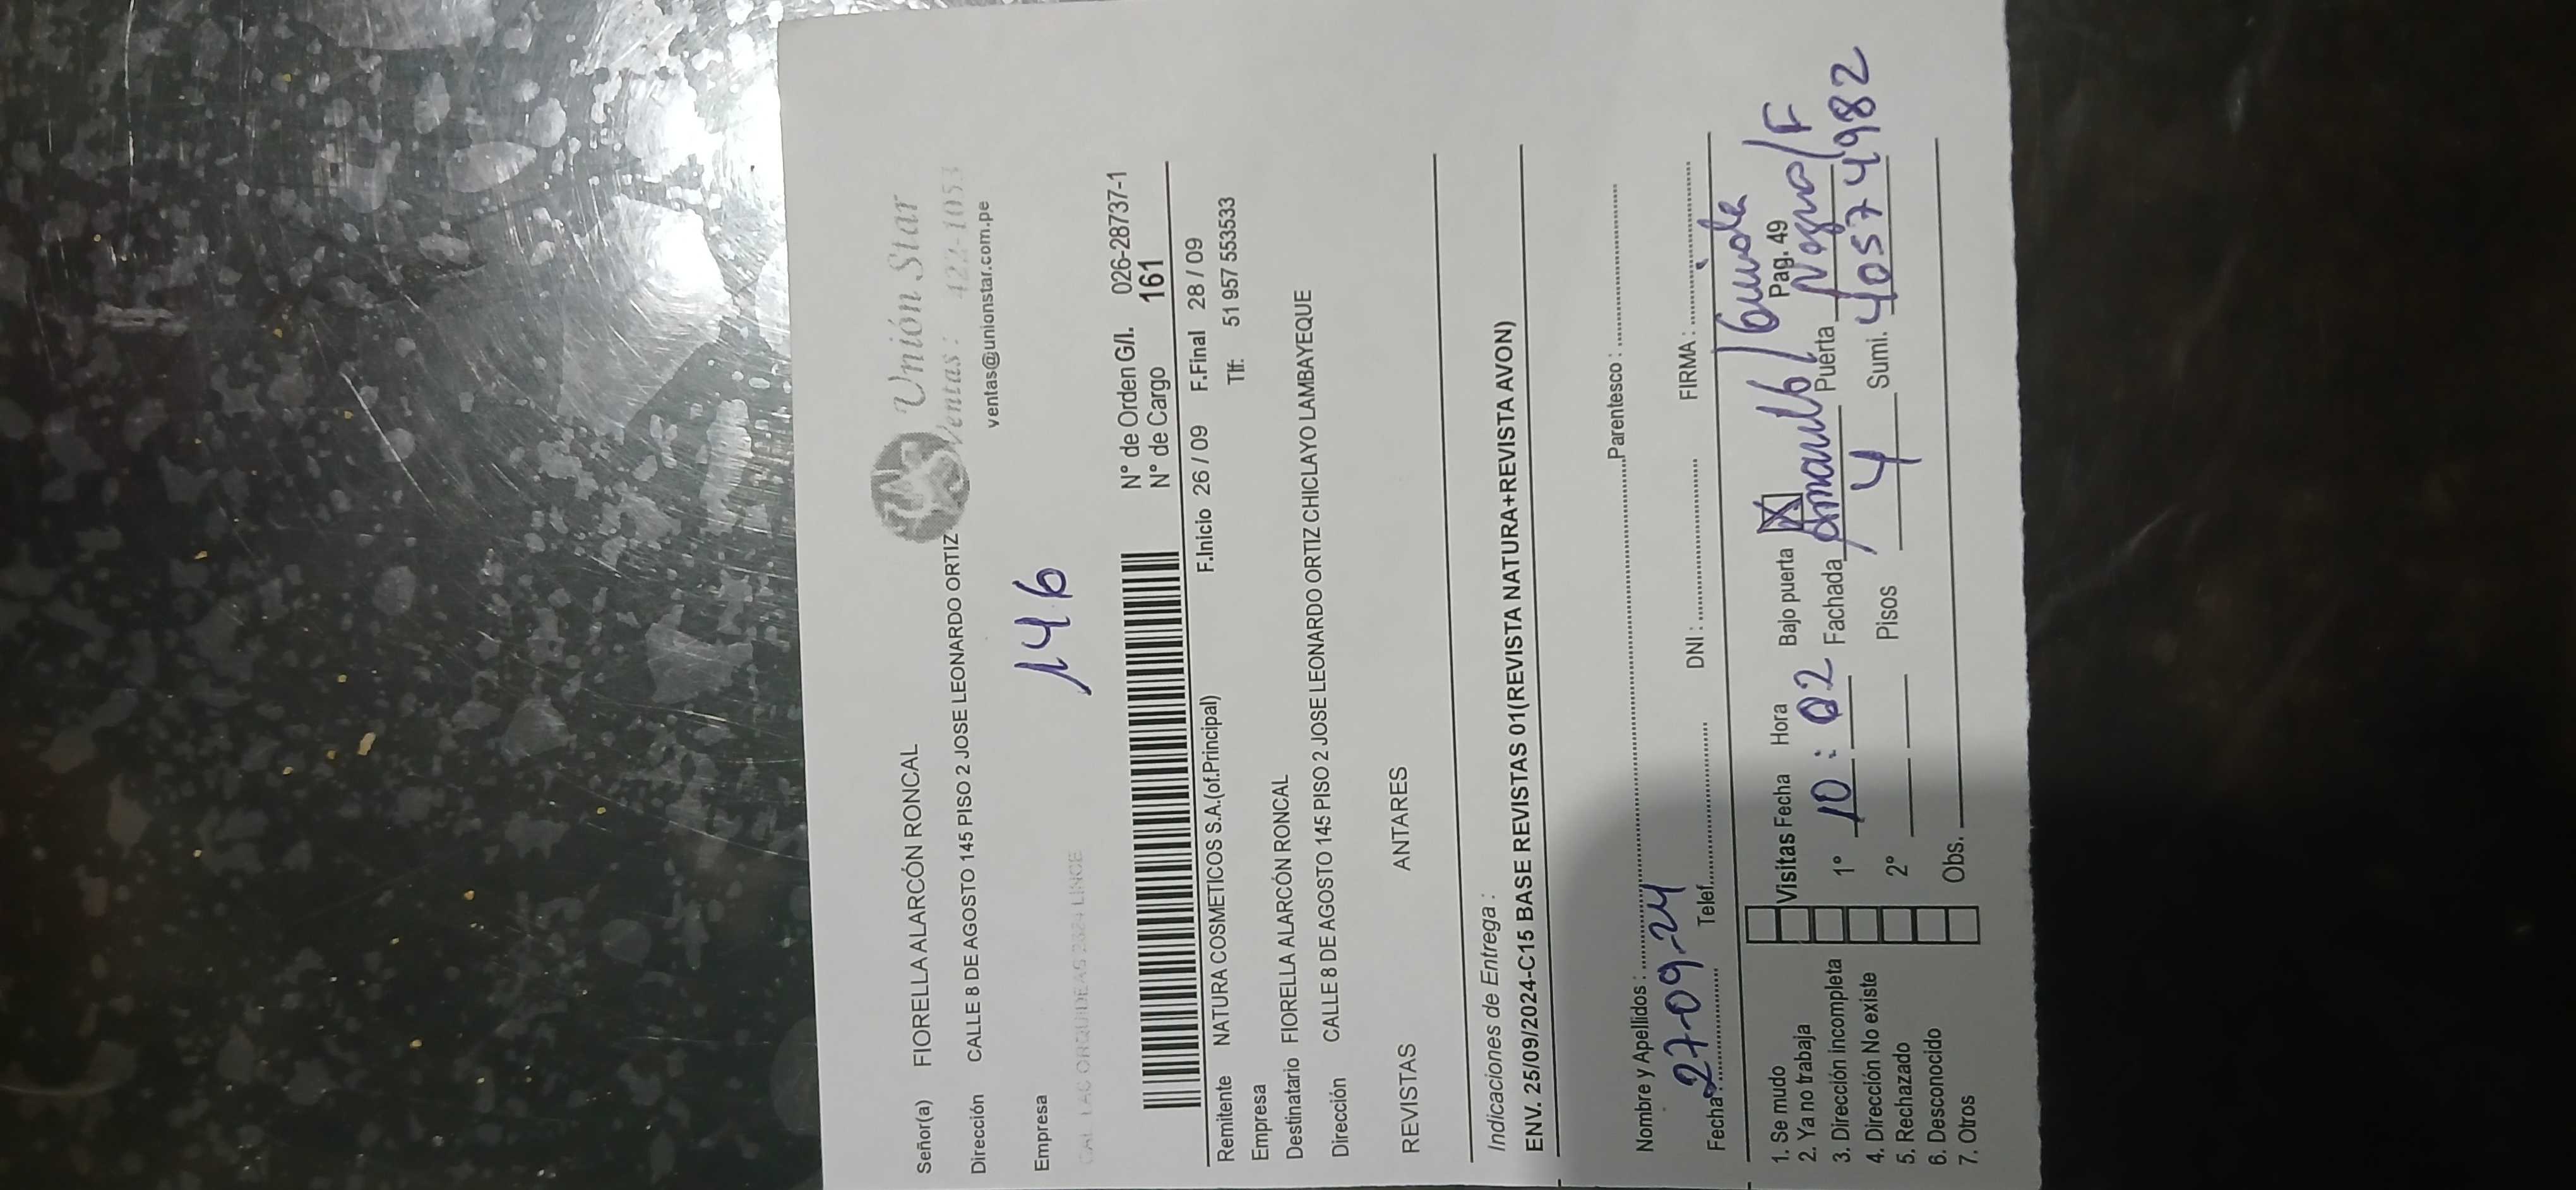 Unión Star
Ventas: 422-1053
ventas@unionstar.com.pe
Señor(a) FIORELLA ALARCÓN RONCAL
Dirección CALLE 8 DE AGOSTO 145 PISO 2 JOSE LEONARDO ORTIZ
Empresa
146
N° de Orden G/I. 026-28737-1
N° de Cargo 161
F.Inicio 26 / 09 F.Final 28 / 09
Remitente NATURA COSMETICOS S.A.(of.Principal) Tlf: 51 957 553533
Empresa
Destinatario FIORELLA ALARCÓN RONCAL
Dirección CALLE 8 DE AGOSTO 145 PISO 2 JOSE LEONARDO ORTIZ CHICLAYO LAMBAYEQUE
REVISTAS ANTARES
Indicaciones de Entrega :
ENV. 25/09/2024-C15 BASE REVISTAS 01(REVISTA NATURA+REVISTA AVON)
Nombre y Apellidos : Parentesco :
Fecha : 27-09-24 Telef. DNI : FIRMA :
1. Se mudo
2. Ya no trabaja
3. Dirección incompleta
4. Dirección No existe
5. Rechazado
6. Desconocido
7. Otros
Visitas Fecha Hora Bajo puerta X Pag. 49
1° 10:02 Fachada Puerta Negra/F
2° Pisos 4 Sumi. 40574982
Obs.